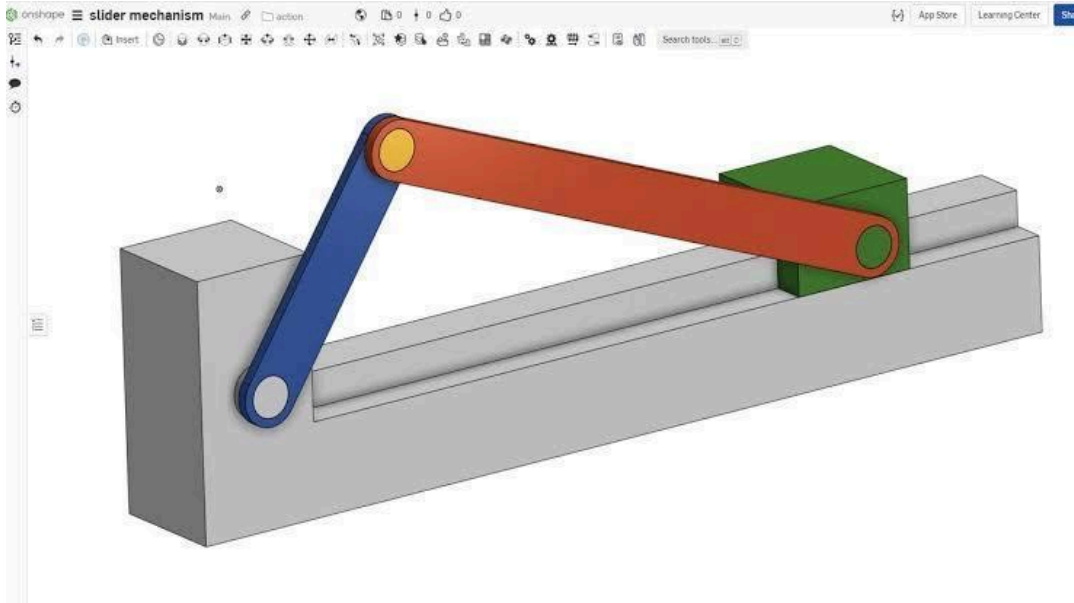 onshape slider mechanism Main action 0 0 0 App Store Learning Center
Insert Search tools...